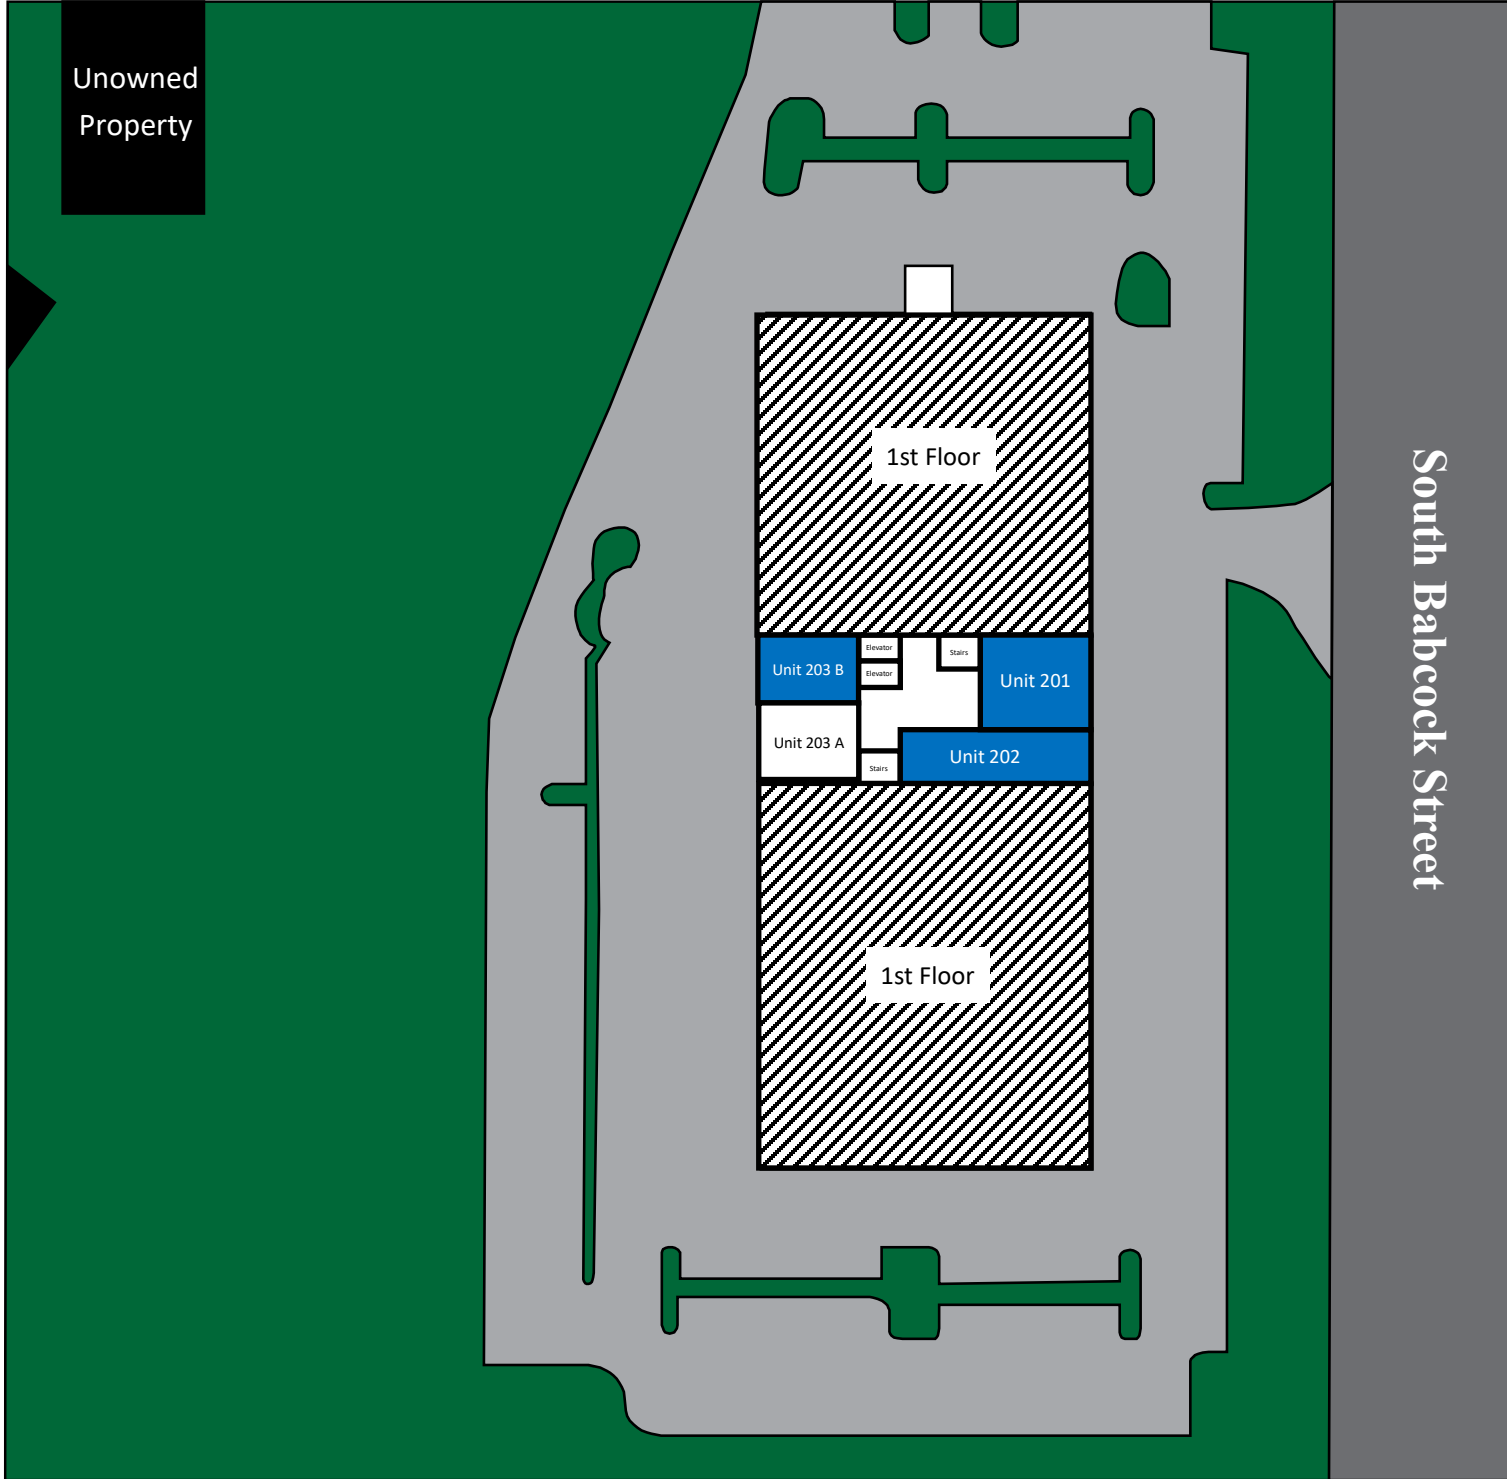 Unowned
Property
1st Floor
Unit 203 B
Elevator
Elevator
Stairs
Unit 201
Unit 203 A
Stairs
Unit 202
1st Floor
South Babcock Street